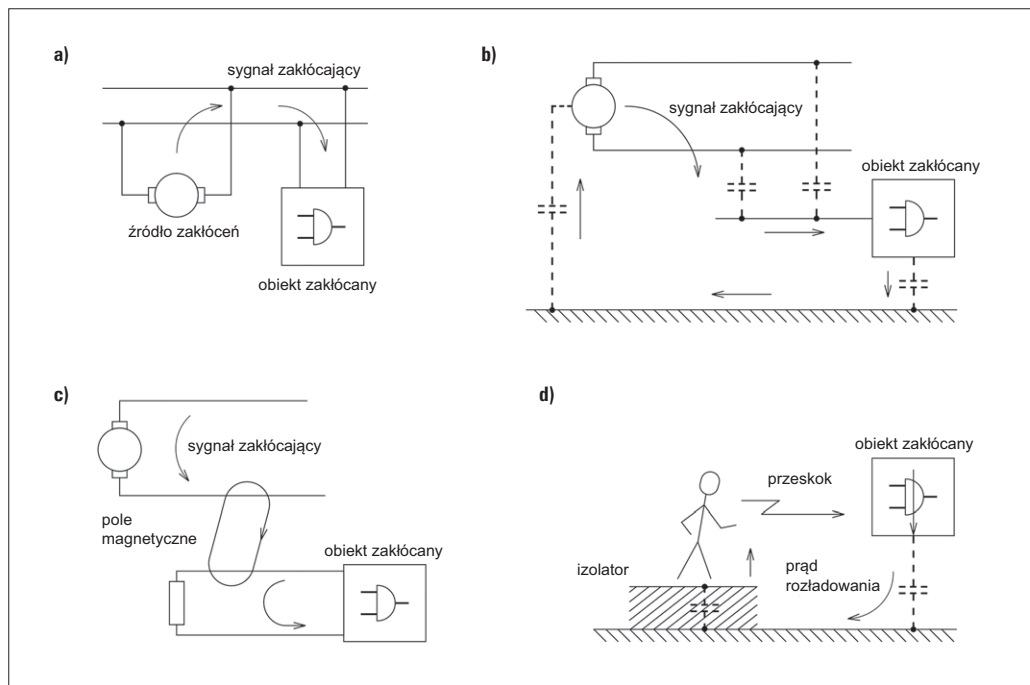 a)
sygnał zakłócający
źródło zakłóceń
obiekt zakłócany
b)
sygnał zakłócający
obiekt zakłócany
c)
sygnał zakłócający
pole
magnetyczne
obiekt zakłócany
d)
obiekt zakłócany
przeskok
izolator
prąd
rozładowania